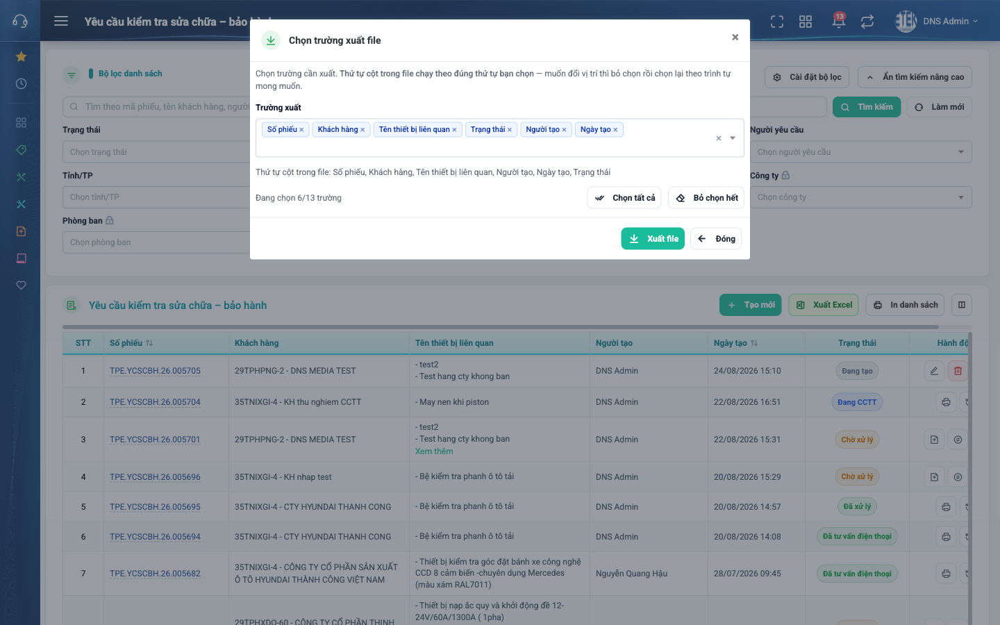 Yêu cầu kiểm tra sửa chữa – bảo
13
DNS Admin
Chọn trường xuất file
×
Chọn trường cần xuất. Thứ tự cột trong file chạy theo đúng thứ tự bạn chọn — muốn đổi vị trí thì bỏ chọn rồi chọn lại theo trình tự
mong muốn.
Trường xuất
Số phiếu ×
Khách hàng ×
Tên thiết bị liên quan ×
Trạng thái ×
Người tạo ×
Ngày tạo ×
×
Thứ tự cột trong file: Số phiếu, Khách hàng, Tên thiết bị liên quan, Người tạo, Ngày tạo, Trạng thái
Đang chọn 6/13 trường
Chọn tất cả
Bỏ chọn hết
Xuất file
Đóng
Bộ lọc danh sách
Cài đặt bộ lọc
Ẩn tìm kiếm nâng cao
Tìm theo mã phiếu, tên khách hàng, người
Tìm kiếm
Làm mới
Trạng thái
Người yêu cầu
Chọn trạng thái
Chọn người yêu cầu
Tỉnh/TP
Công ty
Chọn tỉnh/TP
Chọn công ty
Phòng ban
Chọn phòng ban
Yêu cầu kiểm tra sửa chữa – bảo hành
Tạo mới
Xuất Excel
In danh sách
STT
Số phiếu
Khách hàng
Tên thiết bị liên quan
Người tạo
Ngày tạo
Trạng thái
Hành độ
1
TPE.YCSCBH.26.005705
29TPHPNG-2 - DNS MEDIA TEST
- test2
- Test hang cty khong ban
DNS Admin
24/08/2026 15:10
Đang tạo
2
TPE.YCSCBH.26.005704
35TNIXGI-4 - KH thu nghiem CCTT
- May nen khi piston
DNS Admin
22/08/2026 16:51
Đang CCTT
3
TPE.YCSCBH.26.005701
29TPHPNG-2 - DNS MEDIA TEST
- test2
- Test hang cty khong ban
Xem thêm
DNS Admin
22/08/2026 15:31
Chờ xử lý
4
TPE.YCSCBH.26.005696
35TNIXGI-4 - KH nhap test
- Bệ kiểm tra phanh ô tô tải
DNS Admin
20/08/2026 15:29
Chờ xử lý
5
TPE.YCSCBH.26.005695
35TNIXGI-4 - CTY HYUNDAI THANH CONG
- Bệ kiểm tra phanh ô tô tải
DNS Admin
20/08/2026 14:57
Đã xử lý
6
TPE.YCSCBH.26.005694
35TNIXGI-4 - CTY HYUNDAI THANH CONG
- Bệ kiểm tra phanh ô tô tải
DNS Admin
20/08/2026 14:08
Đã tư vấn điện thoại
7
TPE.YCSCBH.26.005682
35TNIXGI-4 - CÔNG TY CỔ PHẦN SẢN XUẤT
Ô TÔ HYUNDAI THÀNH CÔNG VIỆT NAM
- Thiết bị kiểm tra góc đặt bánh xe công nghệ
CCD 8 cảm biến -chuyên dụng Mercedes
(màu xám RAL7011)
Nguyễn Quang Hậu
28/07/2026 09:45
Đã tư vấn điện thoại
29TPHXDO-60 - CÔNG TY CỔ PHẦN THỊNH
- Thiết bị nạp ắc quy và khởi động đề 12-
24V/60A/1300A ( 1pha)